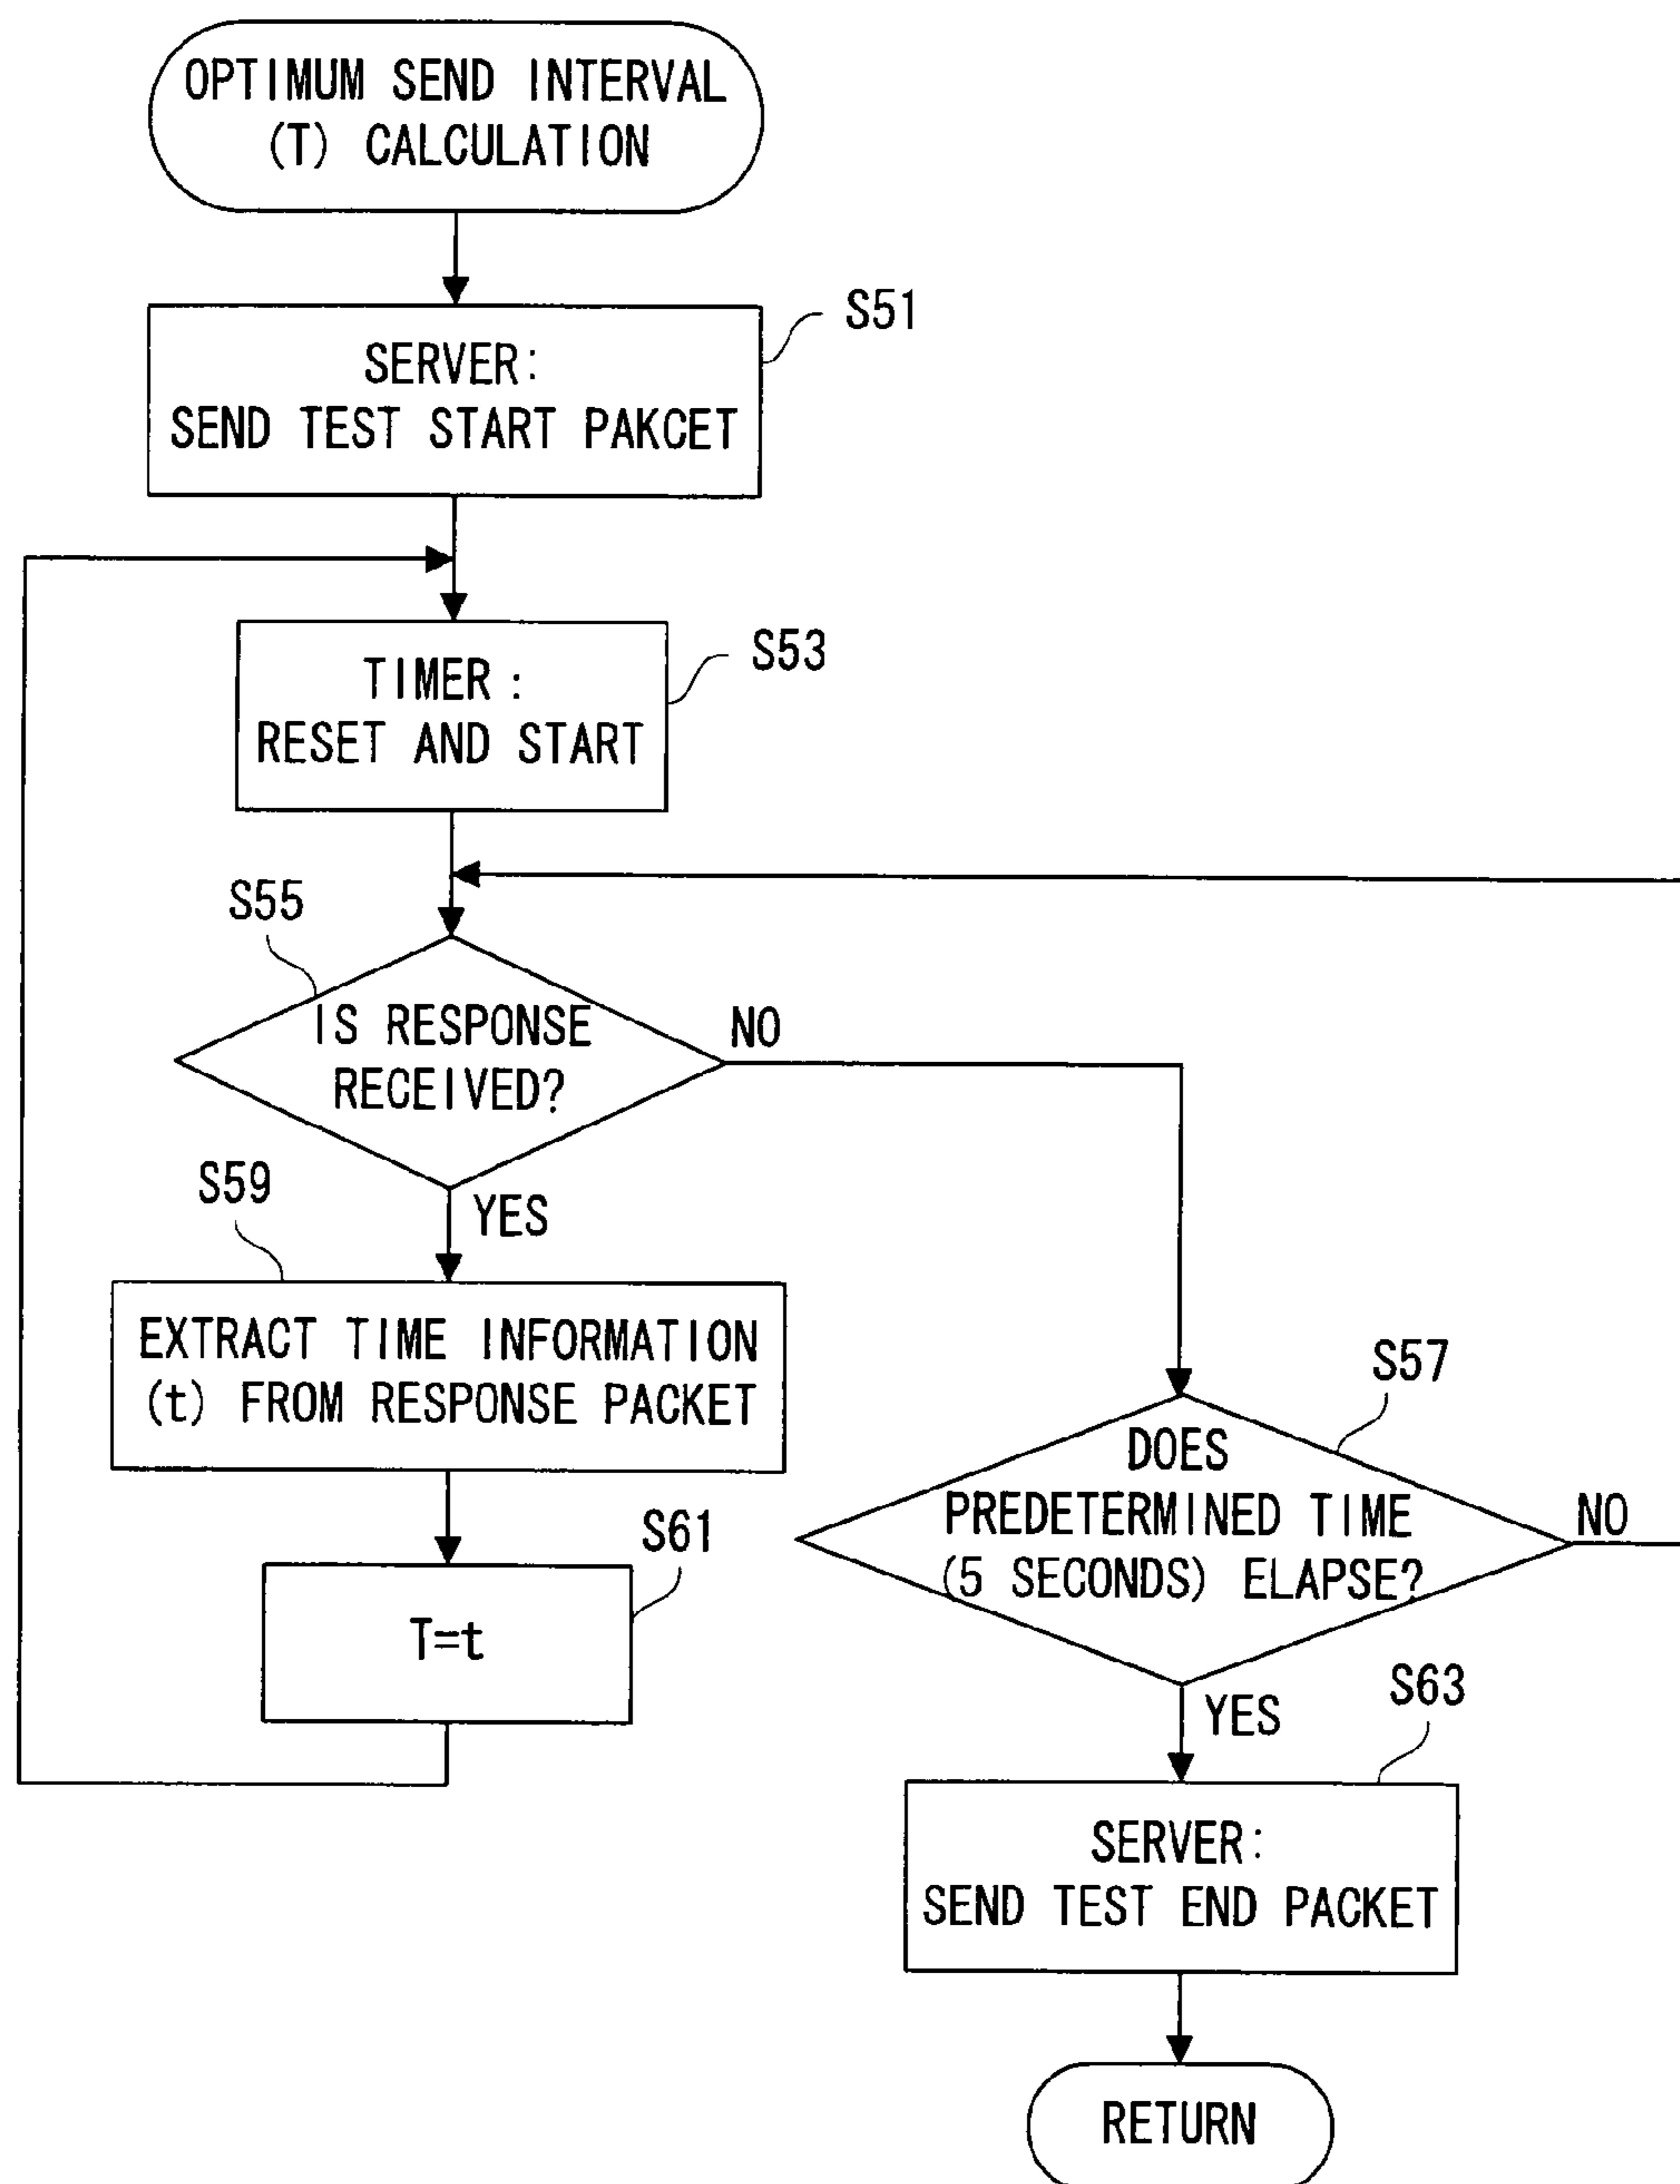 OPTIMUM SEND INTERVAL
(T) CALCULATION
S51
SERVER:
SEND TEST START PAKCET
S53
TIMER:
RESET AND START
S55
IS RESPONSE
RECEIVED?
NO
YES
S59
EXTRACT TIME INFORMATION
(t) FROM RESPONSE PACKET
S61
T=t
S57
DOES
PREDETERMINED TIME
(5 SECONDS) ELAPSE?
NO
YES
S63
SERVER:
SEND TEST END PACKET
RETURN